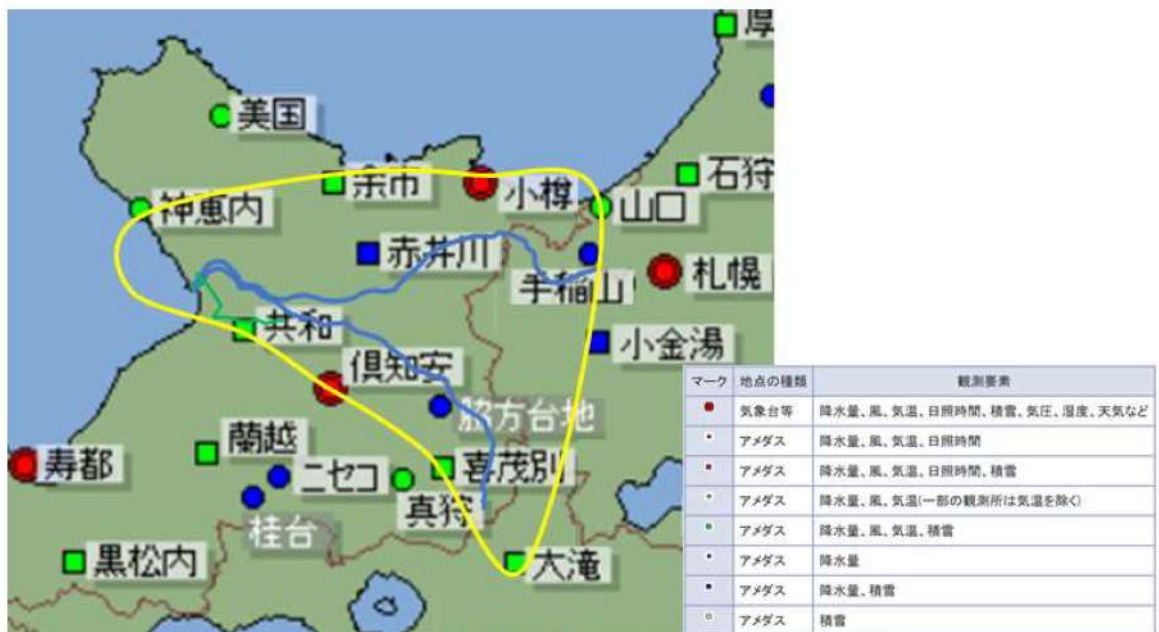 厚
美国
余市
小樽
石狩
神恵内
山口
赤井川
手稲山
札幌
共和
小金湯
倶知安
脇方台地
蘭越
喜茂別
寿都
ニセコ
真狩
桂台
黒松内
大滝
マーク 地点の種類 観測要素
気象台等 降水量、風、気温、日照時間、積雪、気圧、湿度、天気など
アメダス 降水量、風、気温、日照時間
アメダス 降水量、風、気温、日照時間、積雪
アメダス 降水量、風、気温(一部の観測所は気温を除く)
アメダス 降水量、風、気温、積雪
アメダス 降水量
アメダス 降水量、積雪
アメダス 積雪